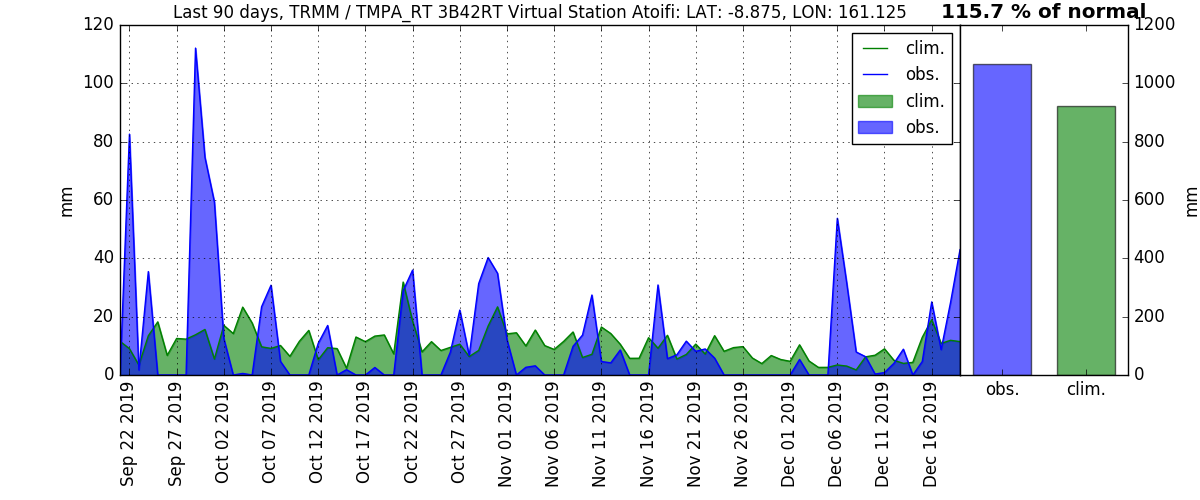 Last 90 days, TRMM / TMPA_RT 3B42RT Virtual Station Atoifi: LAT: -8.875, LON: 161.125
115.7 % of normal
120
100
80
60
40
20
0
mm
clim.
obs.
clim.
obs.
1200
1000
800
600
400
200
0
mm
obs.
clim.
Sep 22 2019
Sep 27 2019
Oct 02 2019
Oct 07 2019
Oct 12 2019
Oct 17 2019
Oct 22 2019
Oct 27 2019
Nov 01 2019
Nov 06 2019
Nov 11 2019
Nov 16 2019
Nov 21 2019
Nov 26 2019
Dec 01 2019
Dec 06 2019
Dec 11 2019
Dec 16 2019